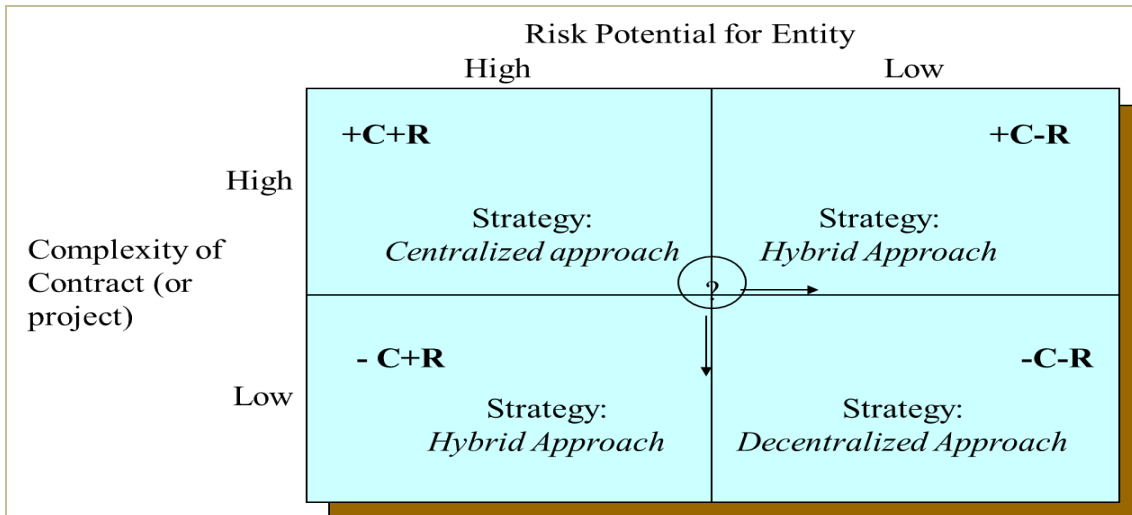 Risk Potential for Entity
High
Low
+C+R
+C-R
High
Strategy:
Centralized approach
Strategy:
Hybrid Approach
Complexity of
Contract (or
project)
?
- C+R
-C-R
Low
Strategy:
Hybrid Approach
Strategy:
Decentralized Approach